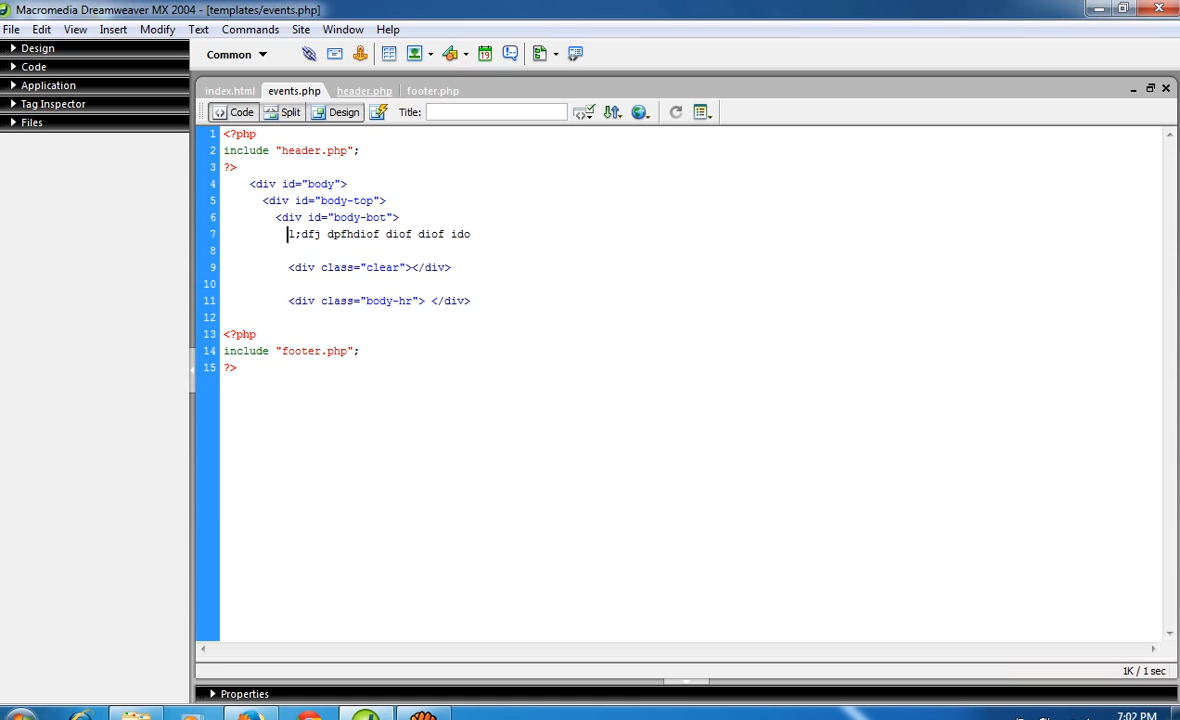 Macromedia Dreamweaver MX 2004 - [templates/events.php]
File Edit View Insert Modify Text Commands Site Window Help
Design
Code
Application
Tag Inspector
Files
Common
index.html events.php header.php footer.php
Code Split Design Title:
1 <?php
2 include "header.php";
3 ?>
4 <div id="body">
5 <div id="body-top">
6 <div id="body-bot">
7 l;dfj dpfhdiof diof diof ido
8
9 <div class="clear"></div>
10
11 <div class="body-hr"> </div>
12
13 <?php
14 include "footer.php";
15 ?>
1K / 1 sec
Properties
7:02 PM